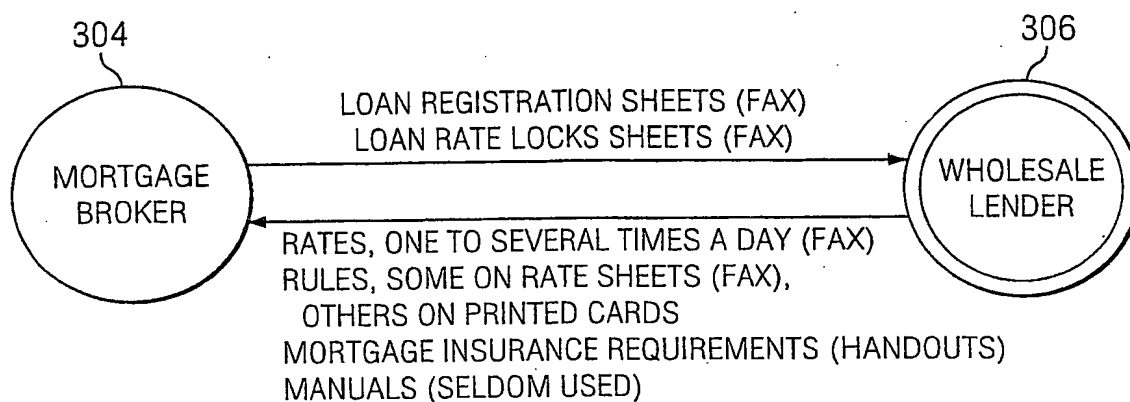 304
306
LOAN REGISTRATION SHEETS (FAX)
LOAN RATE LOCKS SHEETS (FAX)
MORTGAGE
BROKER
WHOLESALE
LENDER
RATES, ONE TO SEVERAL TIMES A DAY (FAX)
RULES, SOME ON RATE SHEETS (FAX),
OTHERS ON PRINTED CARDS
MORTGAGE INSURANCE REQUIREMENTS (HANDOUTS)
MANUALS (SELDOM USED)